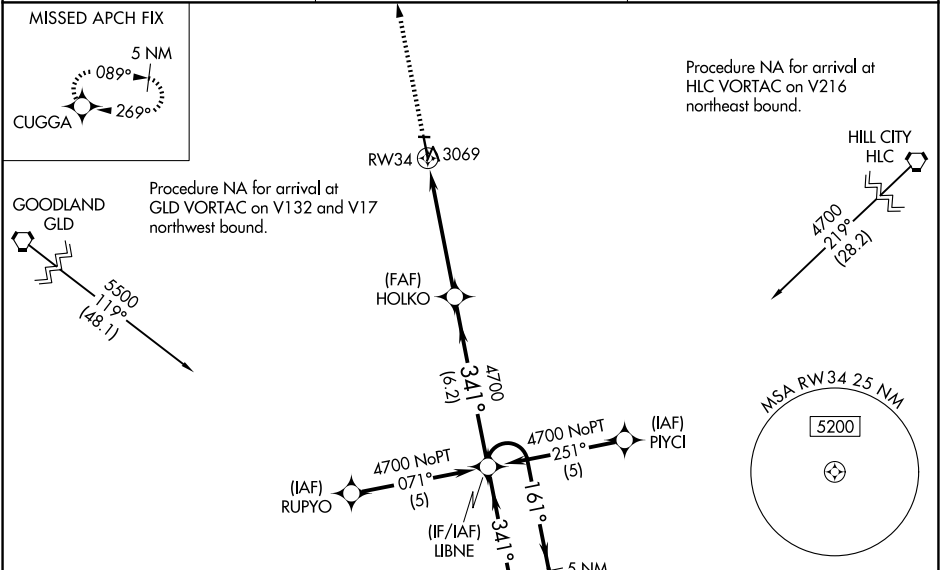 MISSED APCH FIX
5 NM
089°
269°
CUGGA
RW34
3069
Procedure NA for arrival at
HLC VORTAC on V216
northeast bound.
HILL CITY
HLC
4700
219°
(28.2)
GOODLAND
GLD
Procedure NA for arrival at
GLD VORTAC on V132 and V17
northwest bound.
5500
119°
(48.1)
(FAF)
HOLKO
4700
341°
(6.2)
MSA RW34 25 NM
5200
(IAF)
PIYCI
4700 NoPT
251°
(5)
4700 NoPT
071°
(5)
(IAF)
RUPYO
(IF/IAF)
LIBNE
161°
341°
5 NM